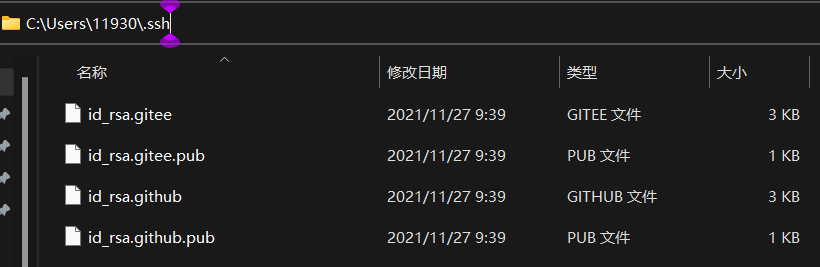 C:\Users\11930\.ssh
名称 修改日期 类型 大小
id_rsa.gitee 2021/11/27 9:39 GITEE 文件 3 KB
id_rsa.gitee.pub 2021/11/27 9:39 PUB 文件 1 KB
id_rsa.github 2021/11/27 9:39 GITHUB 文件 3 KB
id_rsa.github.pub 2021/11/27 9:39 PUB 文件 1 KB